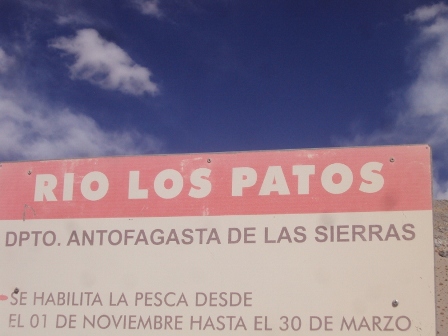 RIO LOS PATOS
DPTO. ANTOFAGASTA DE LAS SIERRAS
SE HABILITA LA PESCA DESDE
EL 01 DE NOVIEMBRE HASTA EL 30 DE MARZO